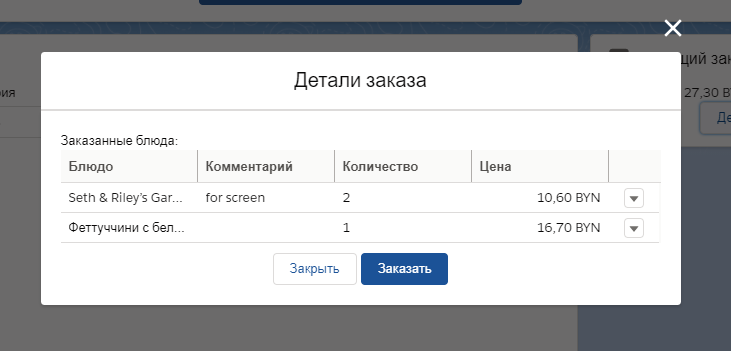 Детали заказа
ций зак
рия
27,30 B
Де
Заказанные блюда:
Блюдо Комментарий Количество Цена
Seth & Riley's Gar... for screen 2 10,60 BYN
Феттуччини с бел... 1 16,70 BYN
Закрыть Заказать